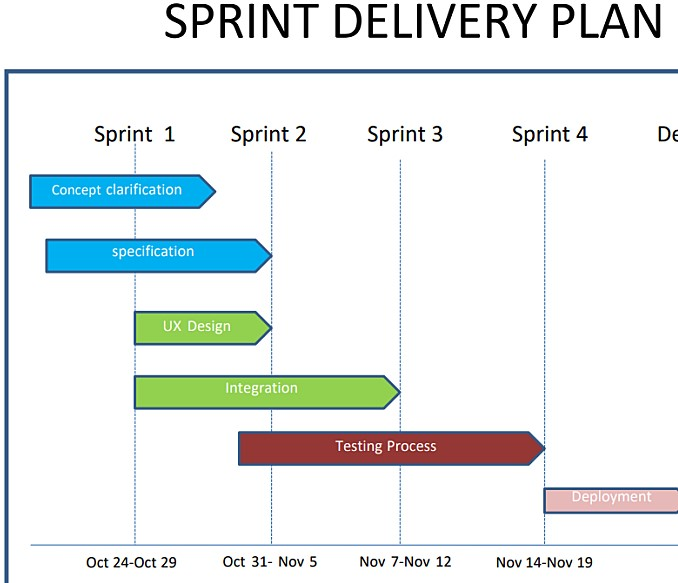 SPRINT DELIVERY PLAN
Sprint 1 Sprint 2 Sprint 3 Sprint 4 De
Concept clarification
specification
UX Design
Integration
Testing Process
Deployment
Oct 24-Oct 29 Oct 31- Nov 5 Nov 7-Nov 12 Nov 14-Nov 19